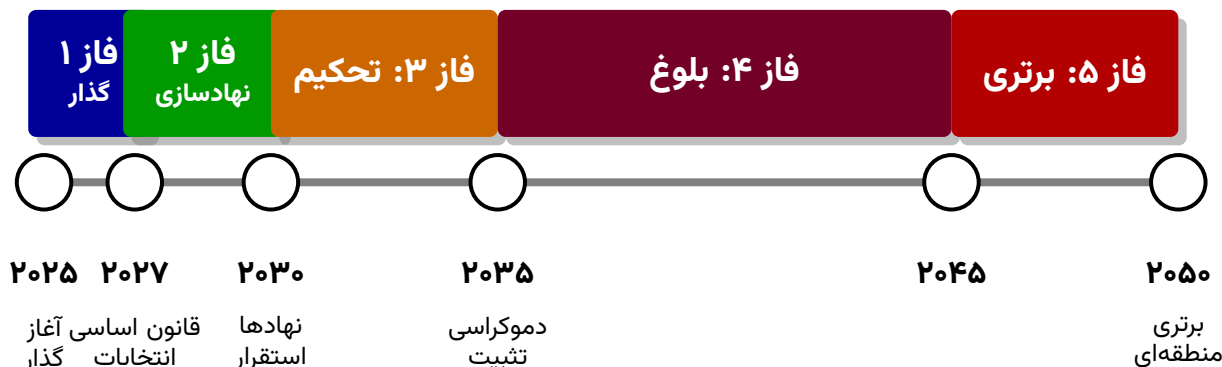 فاز ۱
گذار
فاز ۲
نهادسازی
فاز ۳: تحکیم
فاز ۴: بلوغ
فاز ۵: برتری
۲۰۲۵
۲۰۲۷
۲۰۳۰
۲۰۳۵
۲۰۴۵
۲۰۵۰
آغاز
گذار
قانون اساسی
انتخابات
نهادها
استقرار
دموکراسی
تثبیت
برتری
منطقه‌ای